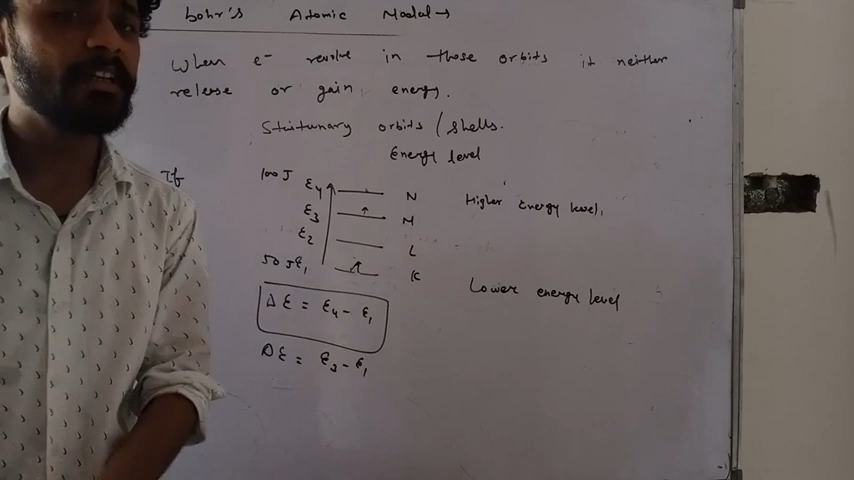 bohr's Atomic Modal →
When e- revolve in those orbits it neither
release or gain energy.
Stationary orbits / shells.
Energy level
If
100 J
E4 N
E3 M Higher Energy level,
E2 L
50 J E1 K Lower energy level
ΔE = E4 - E1
ΔE = E3 - E1